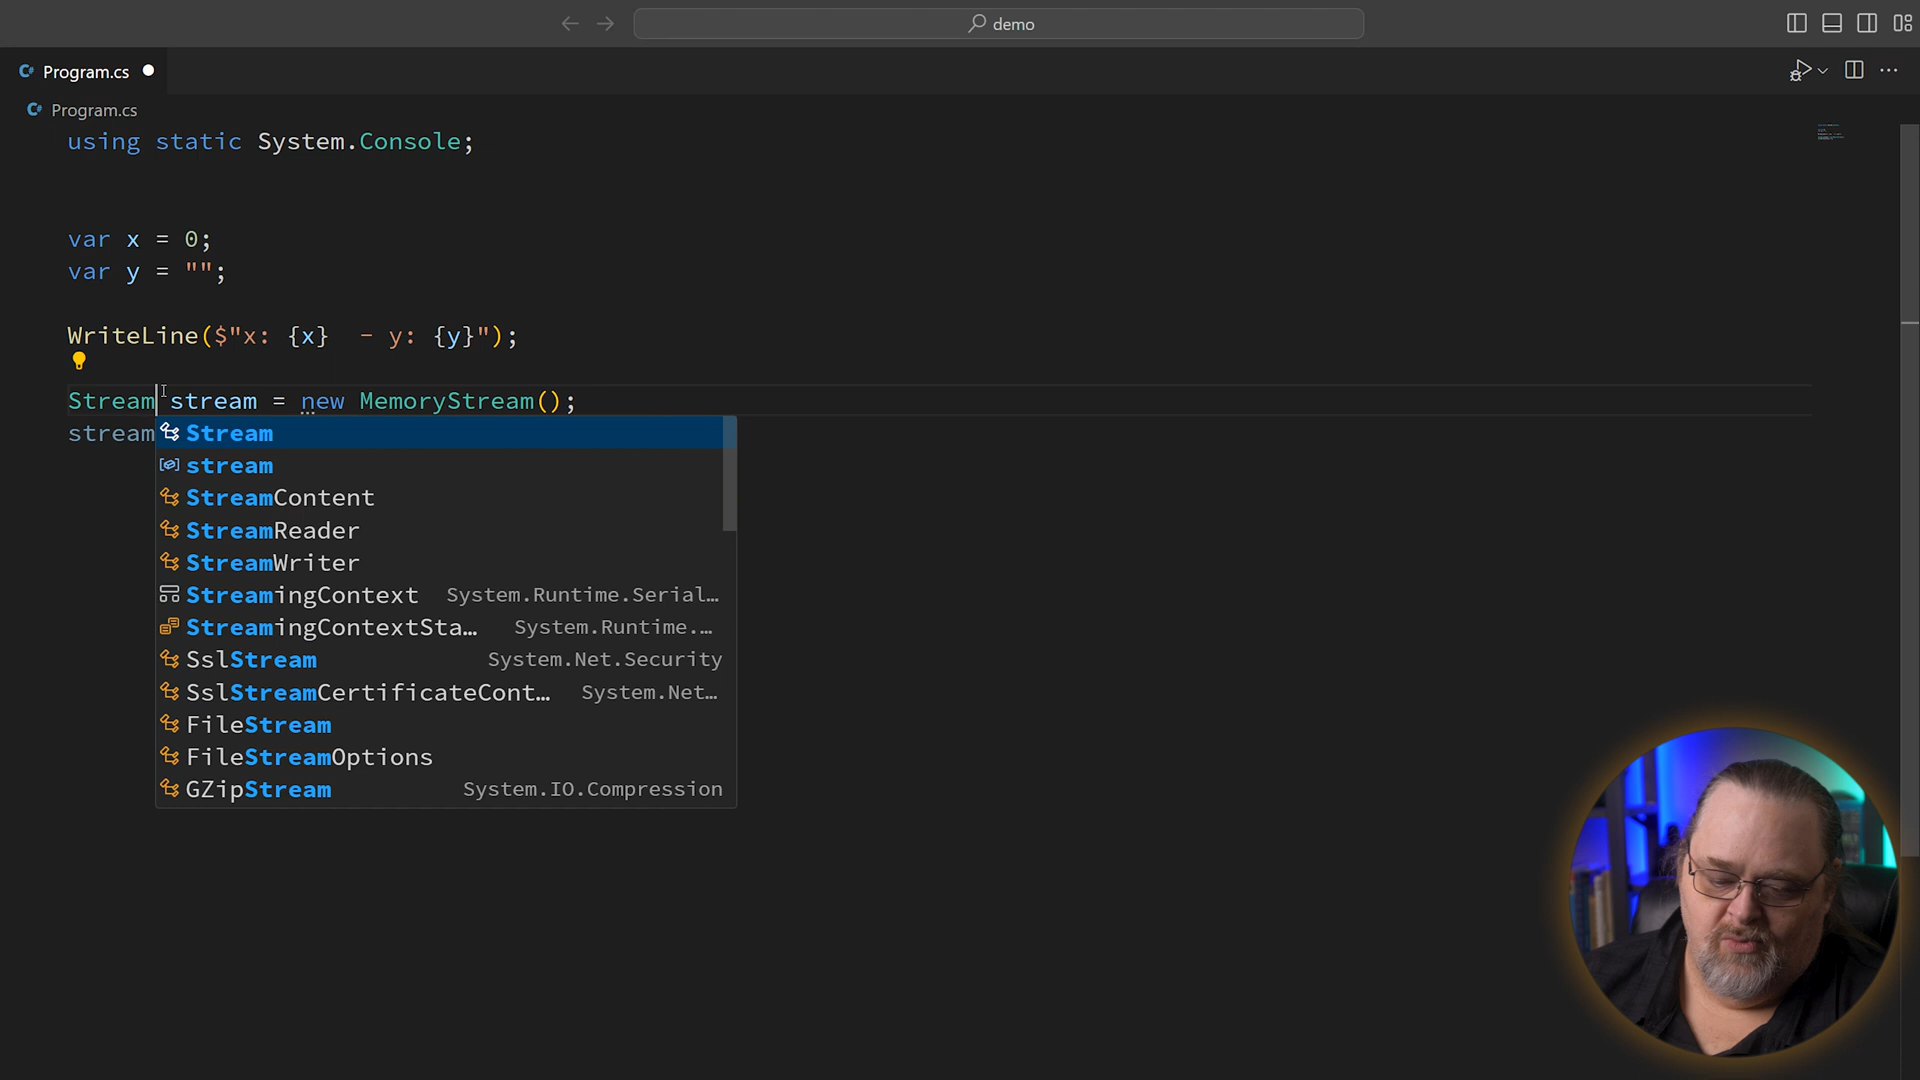 demo
Program.cs
Program.cs
using static System.Console;
var x = 0;
var y = "";
WriteLine($"x: {x}  - y: {y}");
Stream stream = new MemoryStream();
stream
Stream
stream
StreamContent
StreamReader
StreamWriter
StreamingContext System.Runtime.Serial…
StreamingContextSta… System.Runtime.…
SslStream System.Net.Security
SslStreamCertificateCont… System.Net…
FileStream
FileStreamOptions
GZipStream System.IO.Compression